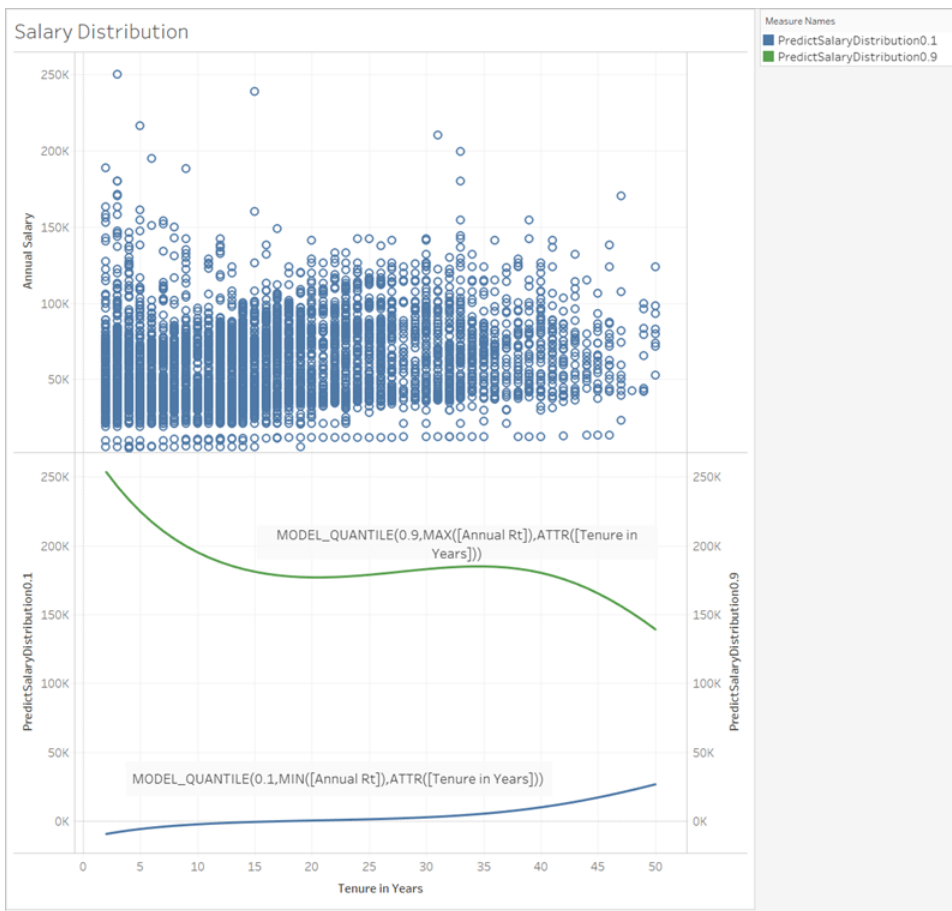 Salary Distribution
Measure Names
PredictSalaryDistribution0.1
PredictSalaryDistribution0.9
250K
200K
150K
100K
50K
Annual Salary
250K
200K
150K
100K
50K
0K
PredictSalaryDistribution0.1
MODEL_QUANTILE(0.9,MAX([Annual Rt]),ATTR([Tenure in
Years]))
MODEL_QUANTILE(0.1,MIN([Annual Rt]),ATTR([Tenure in Years]))
250K
200K
150K
100K
50K
0K
PredictSalaryDistribution0.9
0 5 10 15 20 25 30 35 40 45 50
Tenure in Years